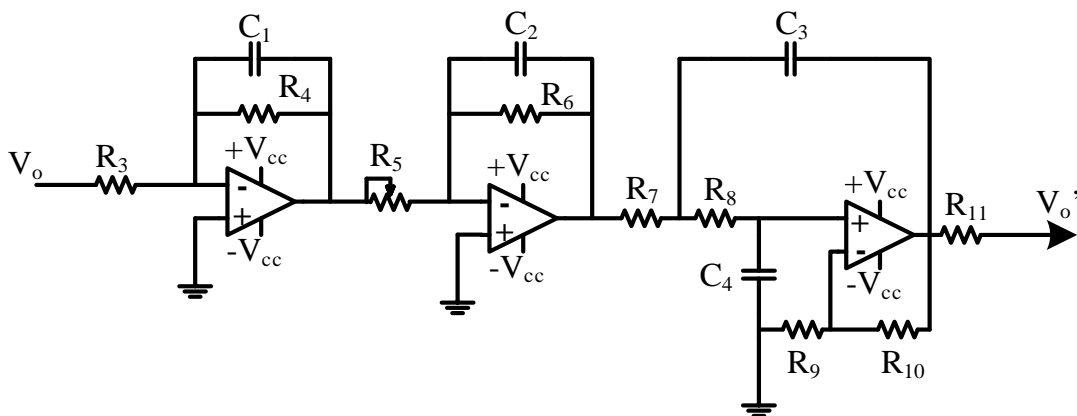 C1
C2
C3
R4
R6
Vo
R3
+Vcc
R5
+Vcc
R7
R8
+Vcc
R11
Vo'
-
+
-
+
+
-
-Vcc
-Vcc
C4
-Vcc
R9
R10